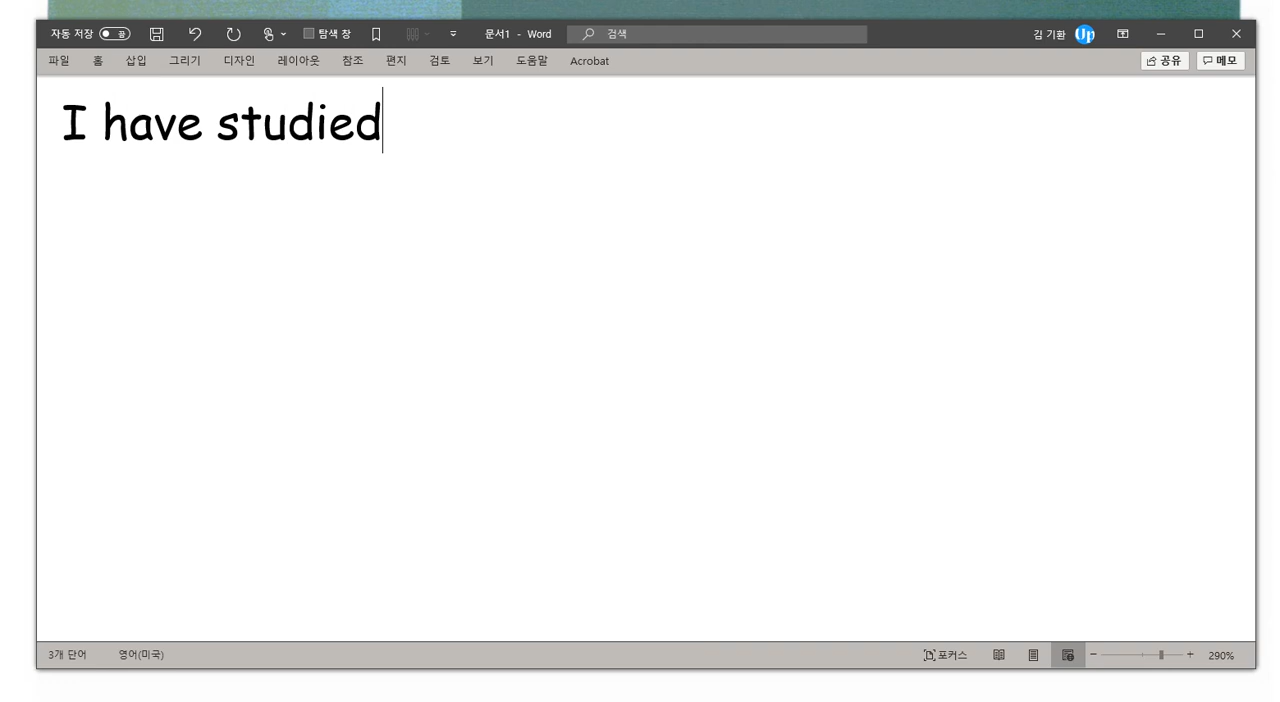 자동 저장 끔 탐색 창 문서1 - Word 검색 김 기환 Up
파일 홈 삽입 그리기 디자인 레이아웃 참조 편지 검토 보기 도움말 Acrobat 공유 메모
I have studied
3개 단어 영어(미국) 포커스 290%